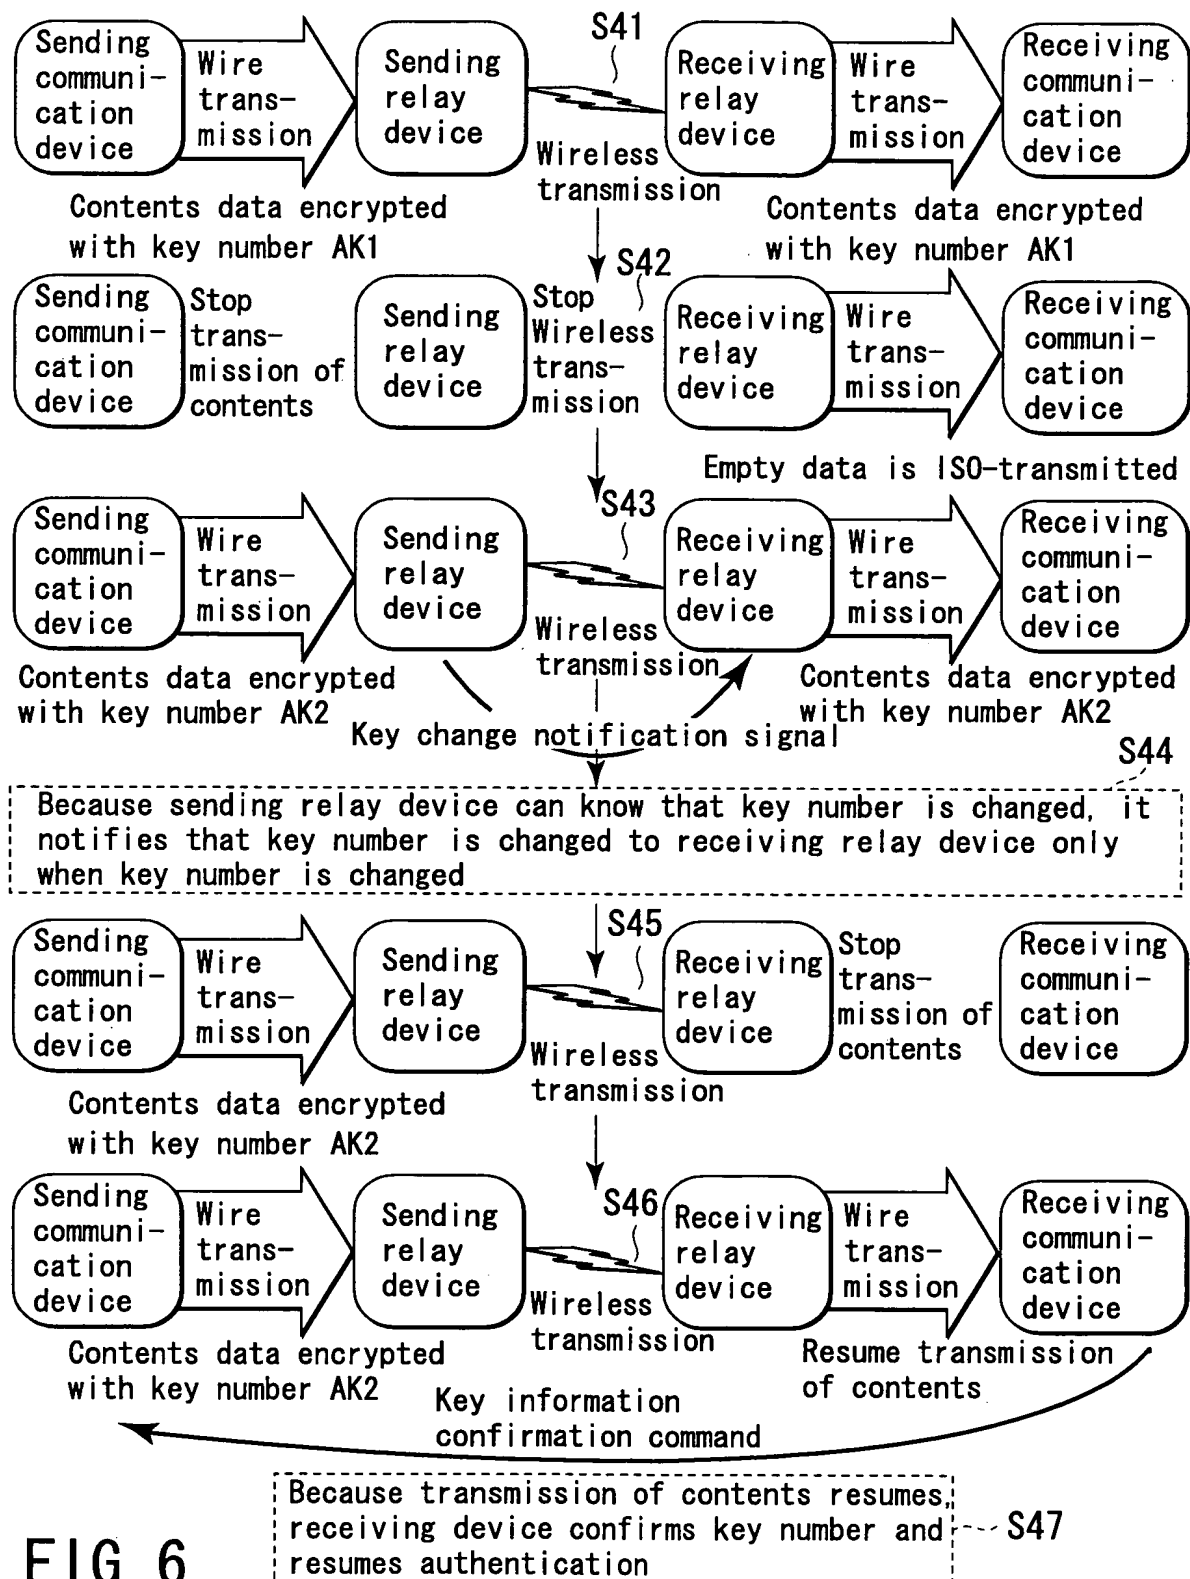 S41
Sending
communi-
cation
device
Wire
trans-
mission
Sending
relay
device
Wireless
transmission
Receiving
relay
device
Wire
trans-
mission
Receiving
communi-
cation
device
Contents data encrypted
with key number AK1
Contents data encrypted
with key number AK1
S42
Sending
communi-
cation
device
Stop
trans-
mission of
contents
Sending
relay
device
Stop
Wireless
trans-
mission
Receiving
relay
device
Wire
trans-
mission
Receiving
communi-
cation
device
Empty data is ISO-transmitted
S43
Sending
communi-
cation
device
Wire
trans-
mission
Sending
relay
device
Wireless
transmission
Receiving
relay
device
Wire
trans-
mission
Receiving
communi-
cation
device
Contents data encrypted
with key number AK2
Contents data encrypted
with key number AK2
Key change notification signal
S44
Because sending relay device can know that key number is changed, it
notifies that key number is changed to receiving relay device only
when key number is changed
S45
Sending
communi-
cation
device
Wire
trans-
mission
Sending
relay
device
Wireless
transmission
Receiving
relay
device
Stop
trans-
mission of
contents
Receiving
communi-
cation
device
Contents data encrypted
with key number AK2
S46
Sending
communi-
cation
device
Wire
trans-
mission
Sending
relay
device
Wireless
transmission
Receiving
relay
device
Wire
trans-
mission
Receiving
communi-
cation
device
Contents data encrypted
with key number AK2
Resume transmission
of contents
Key information
confirmation command
Because transmission of contents resumes,
receiving device confirms key number and
resumes authentication
S47
FIG 6